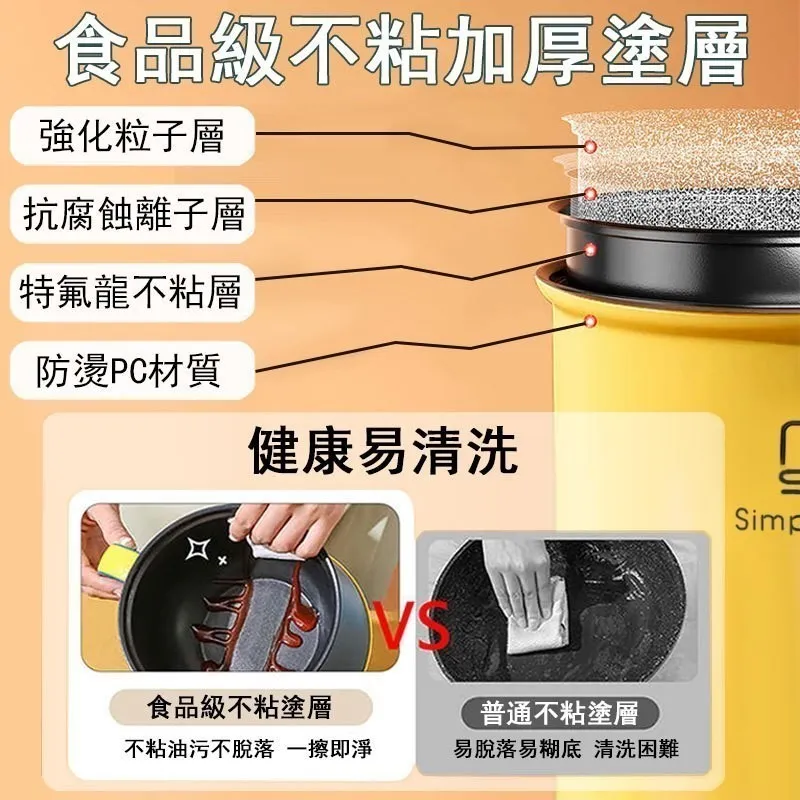 食品級不粘加厚塗層
強化粒子層
抗腐蝕離子層
特氟龍不粘層
防燙PC材質
Simp
健康易清洗
VS
食品級不粘塗層
不粘油污不脫落 一擦即淨
普通不粘塗層
易脫落易糊底 清洗困難